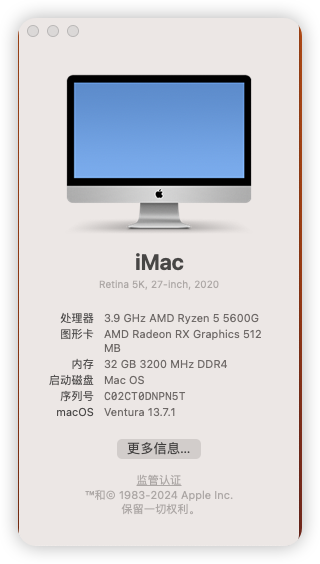 iMac
Retina 5K, 27-inch, 2020
处理器 3.9 GHz AMD Ryzen 5 5600G
图形卡 AMD Radeon RX Graphics 512
MB
内存 32 GB 3200 MHz DDR4
启动磁盘 Mac OS
序列号 C02CT0DNPN5T
macOS Ventura 13.7.1
更多信息...
监管认证
™和© 1983-2024 Apple Inc.
保留一切权利。